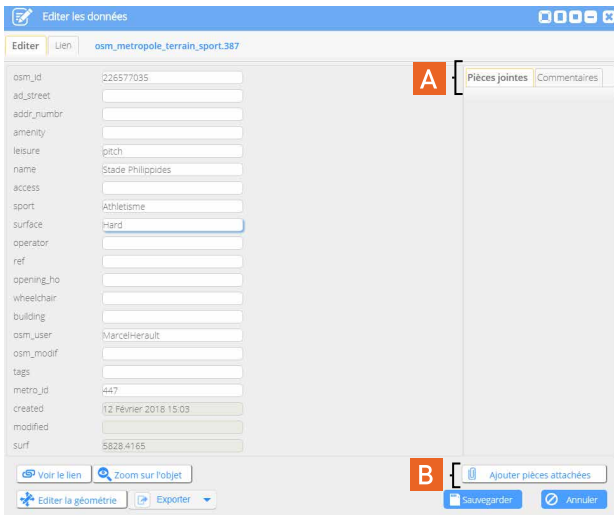 Editer les données
Editer Lien osm_metropole_terrain_sport.387
A Pièces jointes Commentaires
osm_id 226577035
ad_street
addr_numbr
amenity
leisure pitch
name Stade Philippides
access
sport Athletisme
surface Hard
operator
ref
opening_ho
wheelchair
building
osm_user MarcelHerault
osm_modif
tags
metro_id 447
created 12 Février 2018 15:03
modified
surf 5828.4165
Voir le lien Zoom sur l'objet B Ajouter pièces attachées
Editer la géométrie Exporter Sauvegarder Annuler